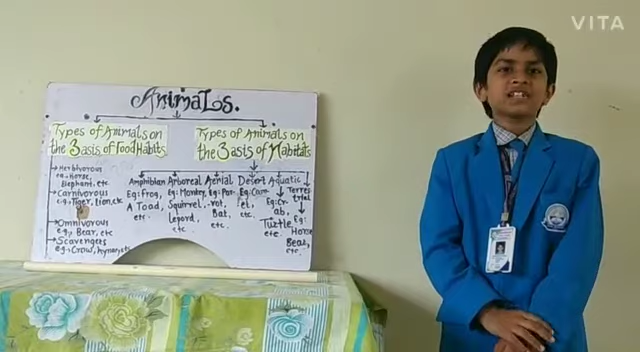 VITA
AnimaLs.
Types of Animals on
the Basis of Food Habits
Types of Animals on
the Basis of Habitats
Herbivorous
e.g. Horse,
Elephant, etc
Carnivorous
e.g. Tiger, Lion, etc
Omnivorous
e.g. Bear, etc
Scavengers
e.g. Crow,
Amphibian
Eg: Frog,
A Toad,
etc.
Arboreal
Eg: Monkey,
Squirrel,
Lepord,
etc.
Aerial
Eg: Par-
-rot,
Bat,
etc.
Desert
Eg: Cam-
el,
etc.
Aquatic
Eg: Cr-
ab,
Turtle,
etc.
Terres
trial
Eg:
Horse
Bear,
etc.